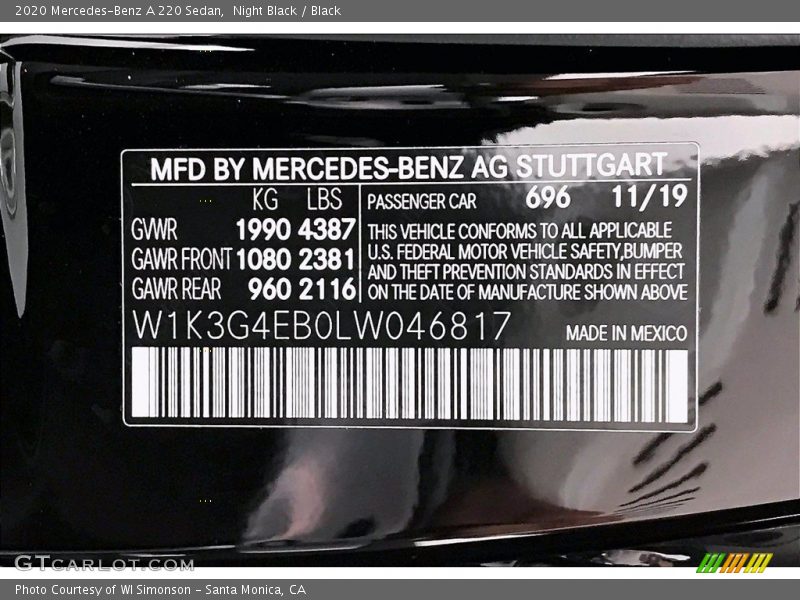 2020 Mercedes-Benz A 220 Sedan, Night Black / Black
MFD BY MERCEDES-BENZ AG STUTTGART
KG LBS
GVWR 1990 4387
GAWR FRONT 1080 2381
GAWR REAR 960 2116
PASSENGER CAR 696 11/19
THIS VEHICLE CONFORMS TO ALL APPLICABLE
U.S. FEDERAL MOTOR VEHICLE SAFETY,BUMPER
AND THEFT PREVENTION STANDARDS IN EFFECT
ON THE DATE OF MANUFACTURE SHOWN ABOVE
W1K3G4EB0LW046817
MADE IN MEXICO
GTCARLOT.COM
Photo Courtesy of WI Simonson - Santa Monica, CA